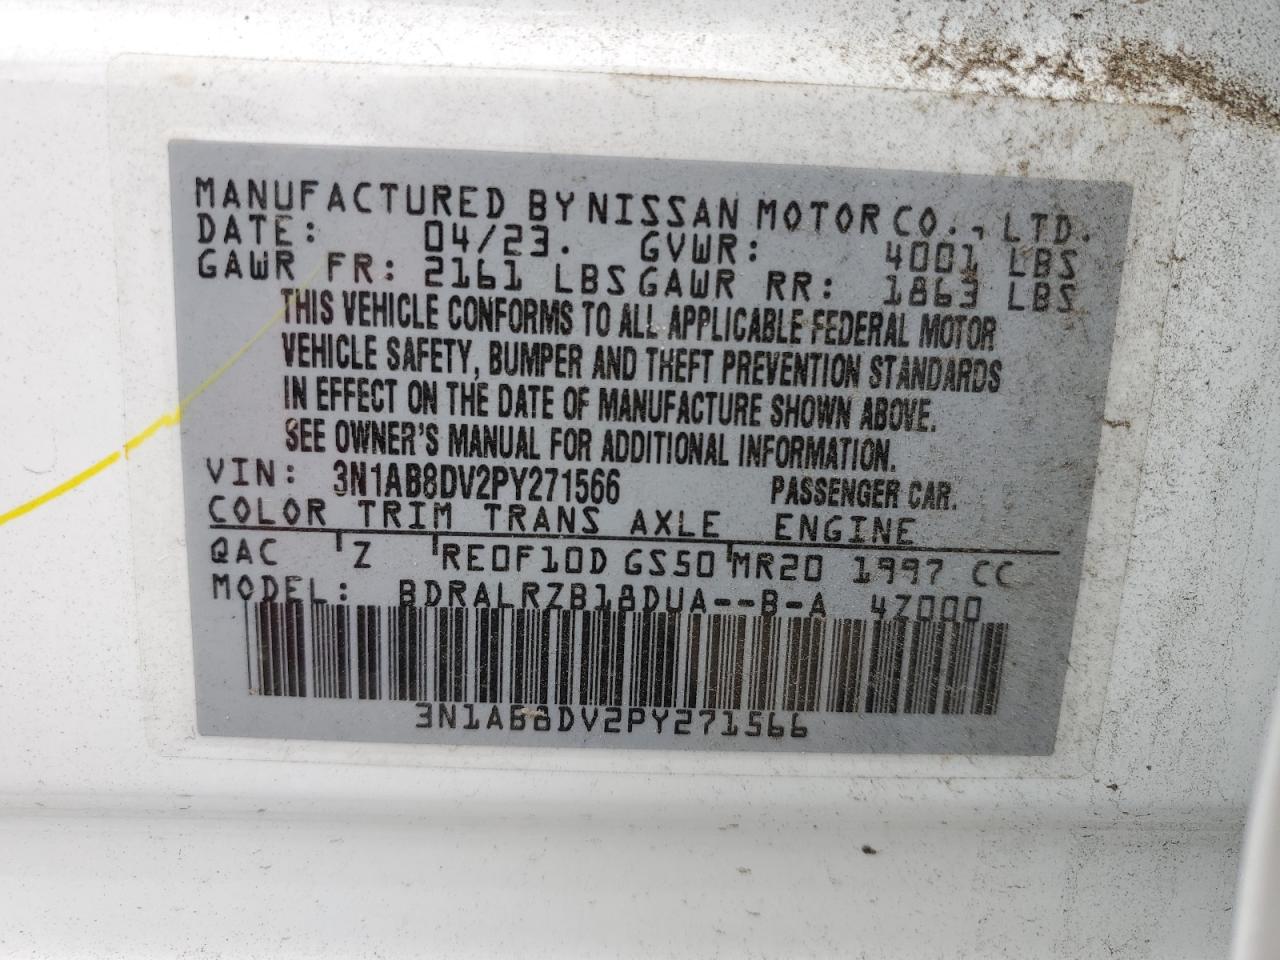 MANUFACTURED BY NISSAN MOTOR CO., LTD.
DATE: 04/23. GVWR: 4001 LBS
GAWR FR: 2161 LBS GAWR RR: 1863 LBS
THIS VEHICLE CONFORMS TO ALL APPLICABLE FEDERAL MOTOR
VEHICLE SAFETY, BUMPER AND THEFT PREVENTION STANDARDS
IN EFFECT ON THE DATE OF MANUFACTURE SHOWN ABOVE.
SEE OWNER'S MANUAL FOR ADDITIONAL INFORMATION.
VIN: 3N1AB8DV2PY271566 PASSENGER CAR.
COLOR TRIM TRANS AXLE ENGINE
QAC Z RE0F10D GS50 MR20 1997 CC
MODEL: BDRALRZB18DUA--B-A 4Z000
3N1AB8DV2PY271566